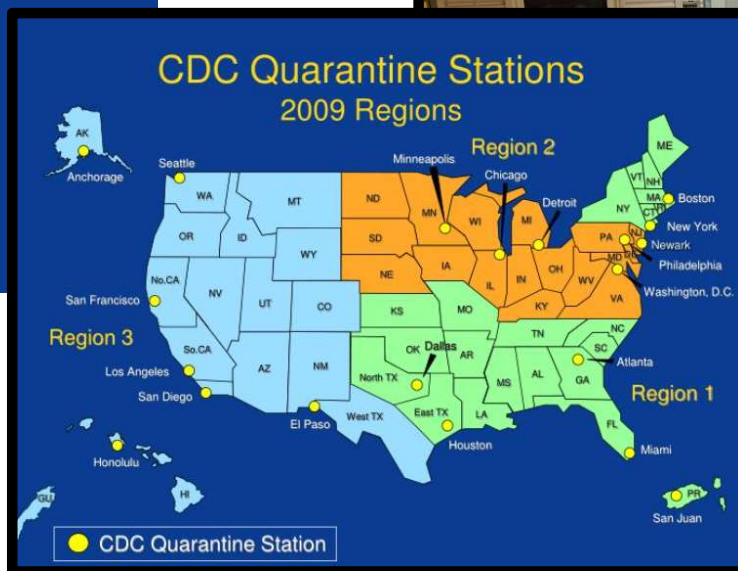 CDC Quarantine Stations
2009 Regions
Region 2
AK
Anchorage
Seattle
Minneapolis
Chicago
Detroit
ME
VT
NH
MA
Boston
CT
NY
New York
WA
MT
ND
MN
WI
MI
PA
NJ
Newark
Philadelphia
OR
ID
SD
WY
IA
NE
IL
IN
OH
MD
WV
VA
Washington, D.C.
No.CA
San Francisco
NV
UT
CO
KS
MO
KY
Region 3
So.CA
Los Angeles
San Diego
AZ
NM
OK
Dallas
AR
TN
NC
SC
Atlanta
North TX
MS
AL
GA
Region 1
El Paso
West TX
East TX
LA
Houston
FL
Miami
Honolulu
GU
HI
PR
San Juan
CDC Quarantine Station